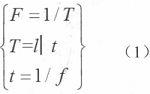 F = 1/T
T=l| t
t = 1/f
(1)